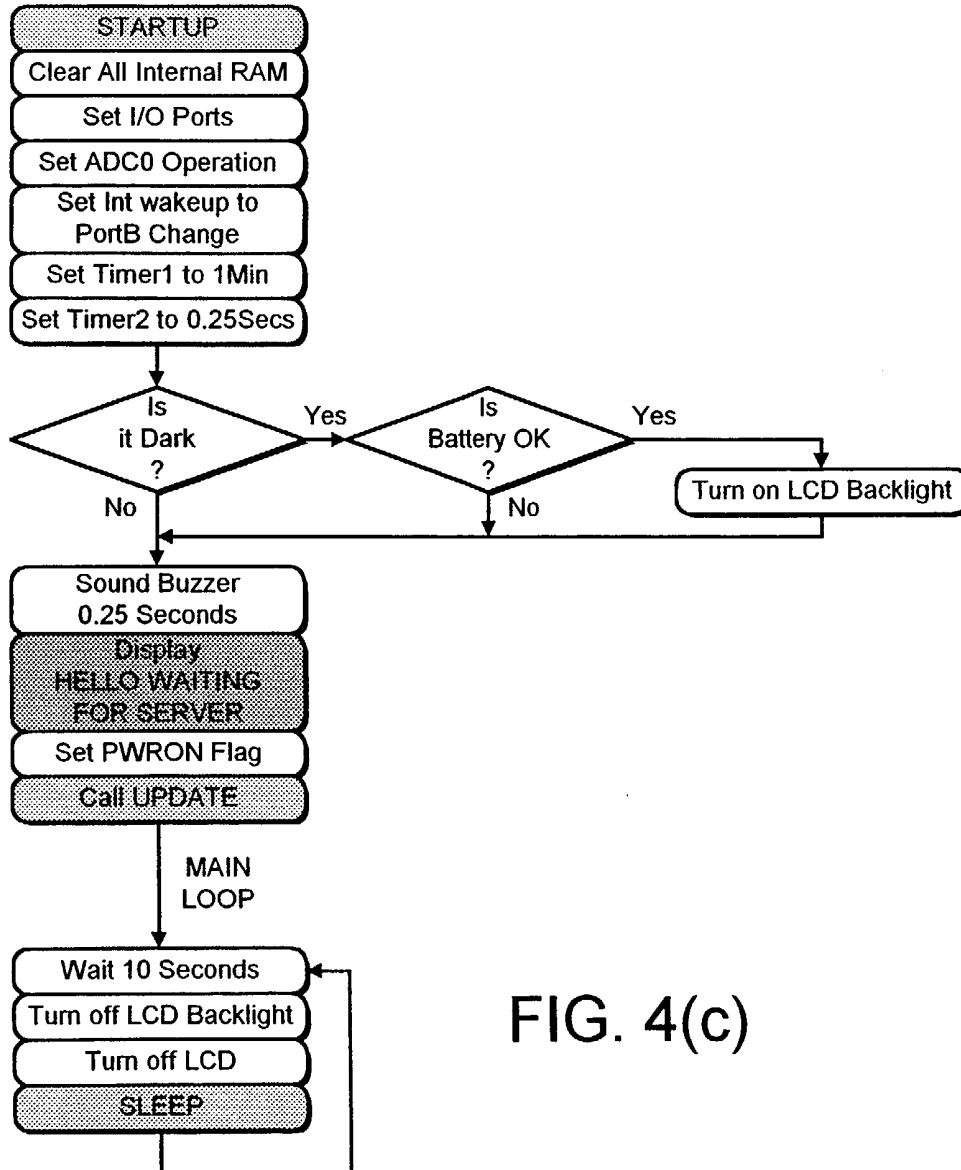 STARTUP
Clear All Internal RAM
Set I/O Ports
Set ADC0 Operation
Set Int wakeup to
PortB Change
Set Timer1 to 1Min
Set Timer2 to 0.25Secs
Is
it Dark
?
Yes
No
Is
Battery OK
?
Yes
No
Turn on LCD Backlight
Sound Buzzer
0.25 Seconds
Display
HELLO WAITING
FOR SERVER
Set PWRON Flag
Call UPDATE
MAIN
LOOP
Wait 10 Seconds
Turn off LCD Backlight
Turn off LCD
SLEEP
FIG. 4(c)